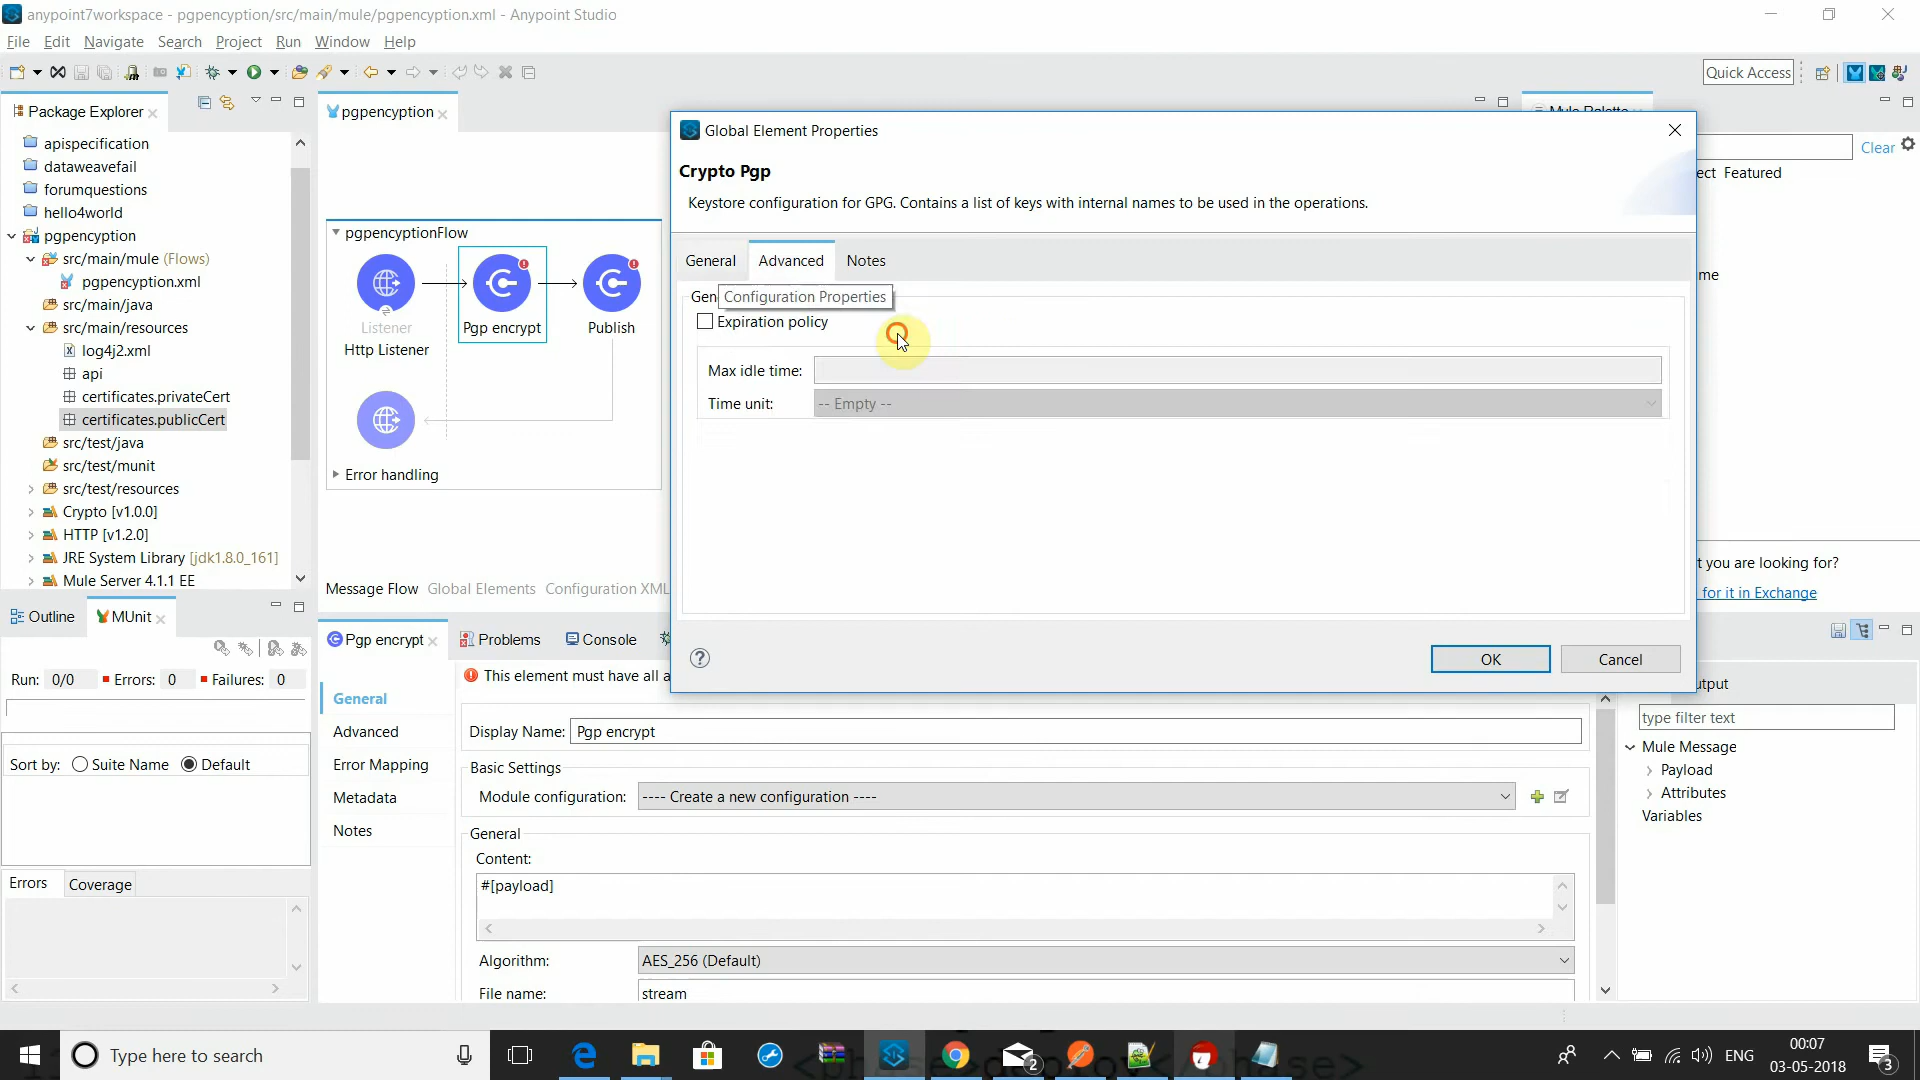 anypoint7workspace - pgpencyption/src/main/mule/pgpencyption.xml - Anypoint Studio
File Edit Navigate Search Project Run Window Help
Quick Access
Package Explorer
apispecification
dataweavefail
forumquestions
hello4world
pgpencyption
src/main/mule (Flows)
pgpencyption.xml
src/main/java
src/main/resources
log4j2.xml
api
certificates.privateCert
certificates.publicCert
src/test/java
src/test/munit
src/test/resources
Crypto [v1.0.0]
HTTP [v1.2.0]
JRE System Library [jdk1.8.0_161]
Mule Server 4.1.1 EE
pgpencyption
pgpencyptionFlow
Listener
Http Listener
Pgp encrypt
Publish
Error handling
Message Flow Global Elements Configuration XML
Global Element Properties
Crypto Pgp
Keystore configuration for GPG. Contains a list of keys with internal names to be used in the operations.
General Advanced Notes
Gen
Configuration Properties
Expiration policy
Max idle time:
Time unit: -- Empty --
OK Cancel
Mule Palette
Clear
ect Featured
me
t you are looking for?
for it in Exchange
Outline MUnit
Run: 0/0 Errors: 0 Failures: 0
Sort by: Suite Name Default
Errors Coverage
Pgp encrypt Problems Console
This element must have all a
General
Advanced
Error Mapping
Metadata
Notes
Display Name: Pgp encrypt
Basic Settings
Module configuration: ---- Create a new configuration ----
General
Content:
#[payload]
Algorithm: AES_256 (Default)
File name: stream
utput
type filter text
Mule Message
Payload
Attributes
Variables
Type here to search
2
ENG
00:07
03-05-2018
3